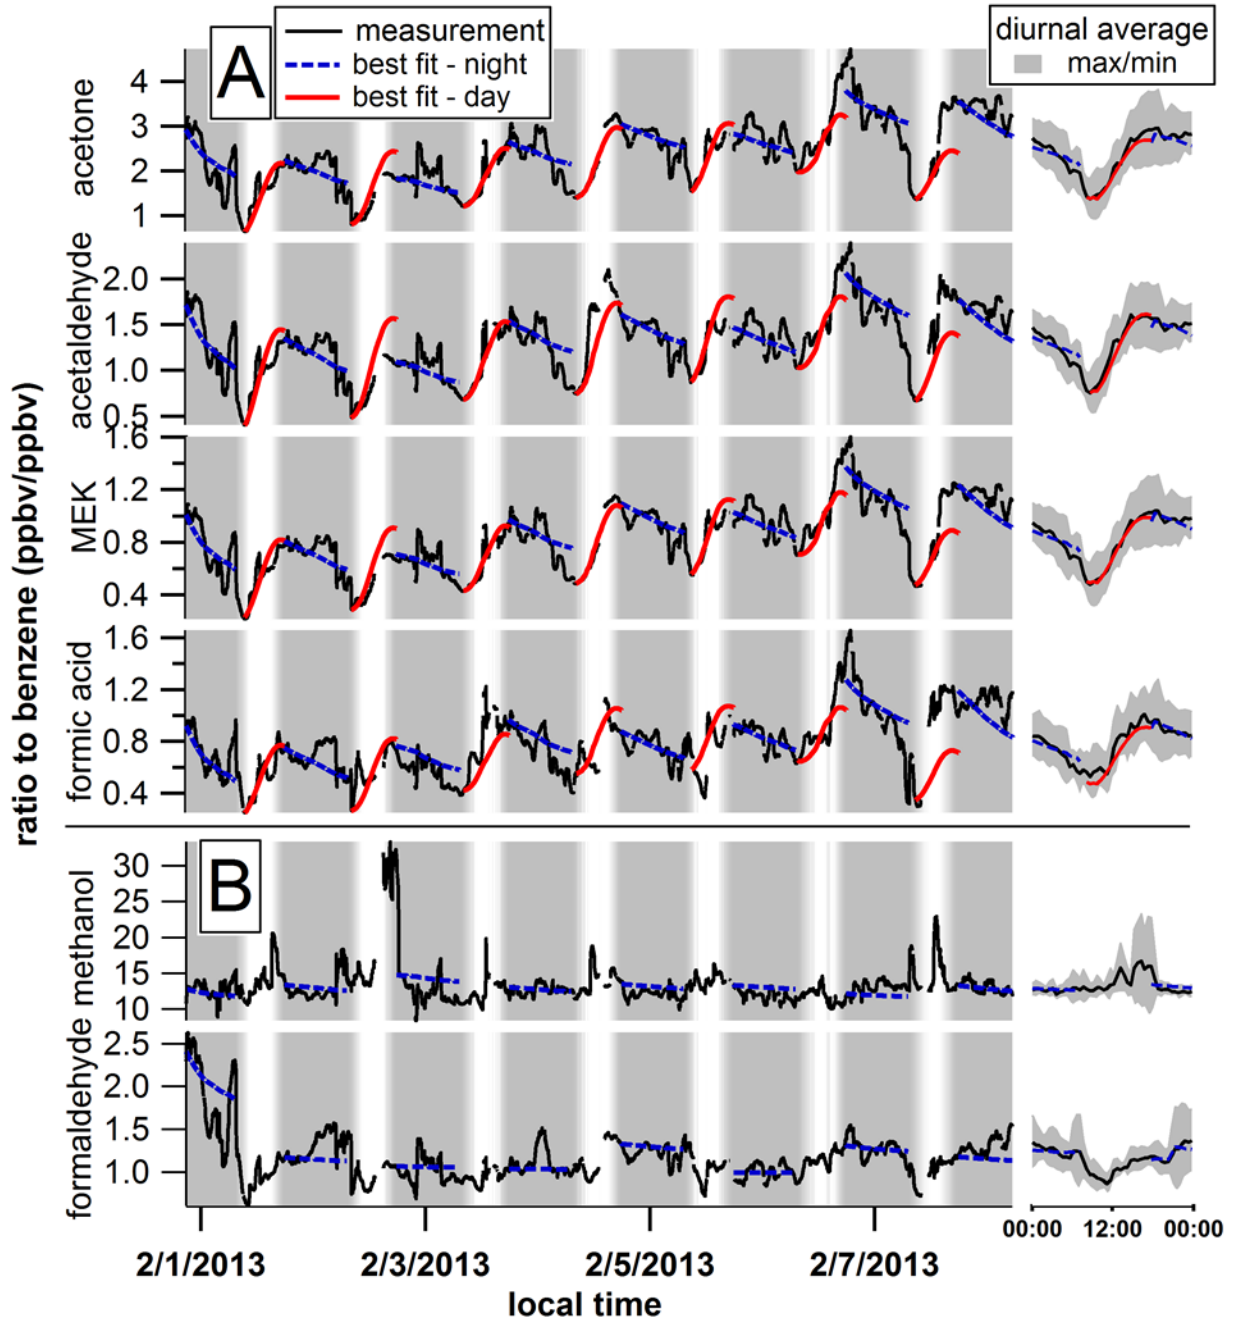 A
measurement
best fit - night
best fit - day
diurnal average
max/min
ratio to benzene (ppbv/ppbv)
acetone
4
3
2
1
acetaldehyde
2.0
1.5
1.0
0.5
MEK
1.6
1.2
0.8
0.4
formic acid
1.6
1.2
0.8
0.4
B
methanol
30
25
20
15
10
formaldehyde
2.5
2.0
1.5
1.0
00:00 12:00 00:00
2/1/2013 2/3/2013 2/5/2013 2/7/2013
local time